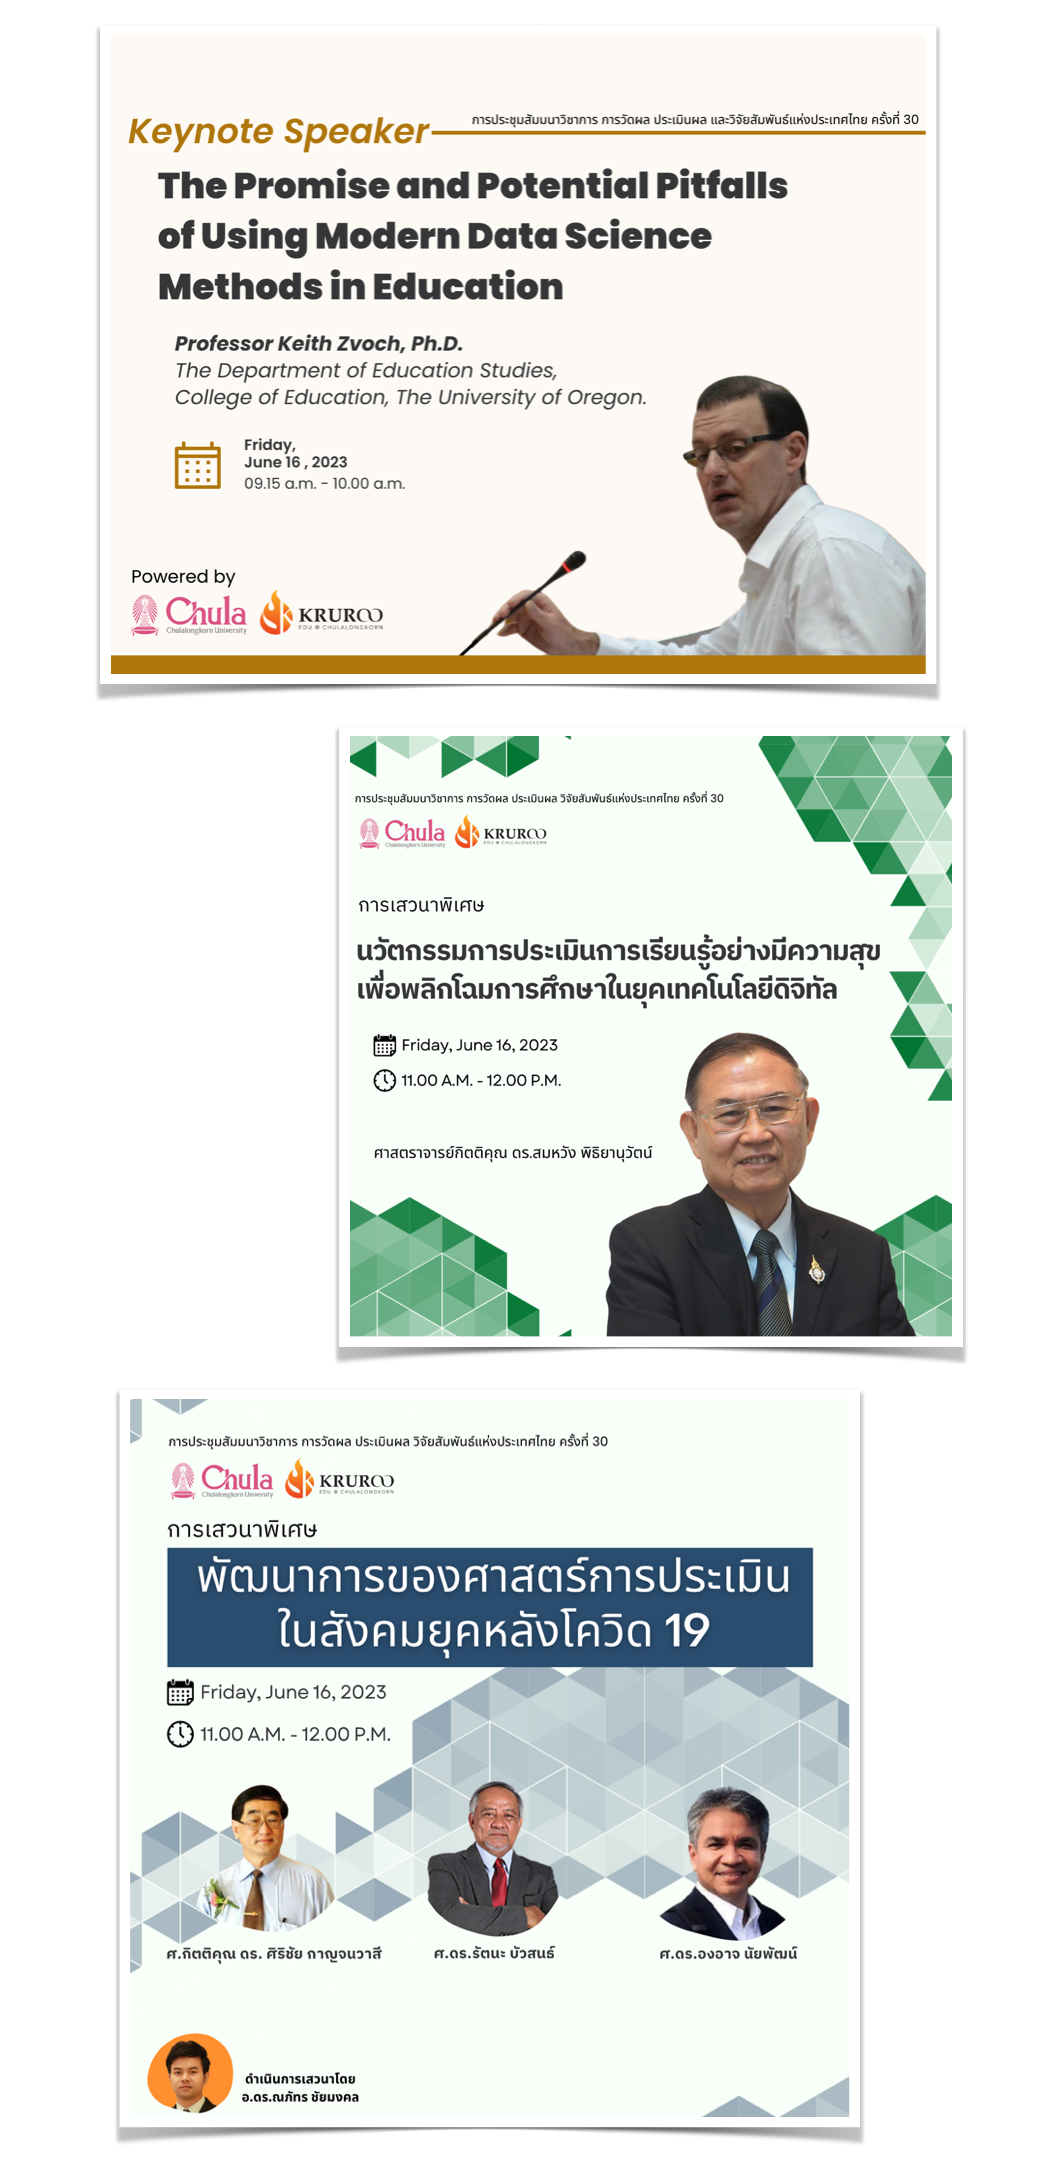 Keynote Speaker
การประชุมสัมมนาวิชาการ การวัดผล ประเมินผล และวิจัยสัมพันธ์แห่งประเทศไทย ครั้งที่ 30
The Promise and Potential Pitfalls
of Using Modern Data Science
Methods in Education
Professor Keith Zvoch, Ph.D.
The Department of Education Studies,
College of Education, The University of Oregon.
Friday,
June 16 , 2023
09.15 a.m. - 10.00 a.m.
Powered by
Chula
Chulalongkorn University
KRUROO
EDU @ CHULALONGKORN
การประชุมสัมมนาวิชาการ การวัดผล ประเมินผล วิจัยสัมพันธ์แห่งประเทศไทย ครั้งที่ 30
Chula
Chulalongkorn University
KRUROO
EDU @ CHULALONGKORN
การเสวนาพิเศษ
นวัตกรรมการประเมินการเรียนรู้อย่างมีความสุข
เพื่อพลิกโฉมการศึกษาในยุคเทคโนโลยีดิจิทัล
Friday, June 16, 2023
11.00 A.M. - 12.00 P.M.
ศาสตราจารย์กิตติคุณ ดร.สมหวัง พิธิยานุวัตน์
การประชุมสัมมนาวิชาการ การวัดผล ประเมินผล วิจัยสัมพันธ์แห่งประเทศไทย ครั้งที่ 30
Chula
Chulalongkorn University
KRUROO
EDU @ CHULALONGKORN
การเสวนาพิเศษ
พัฒนาการของศาสตร์การประเมิน
ในสังคมยุคหลังโควิด 19
Friday, June 16, 2023
11.00 A.M. - 12.00 P.M.
ศ.กิตติคุณ ดร. ศิริชัย กาญจนวาสี
ศ.ดร.รัตนะ บัวสนธ์
ศ.ดร.องอาจ นัยพัฒน์
ดำเนินการเสวนาโดย
อ.ดร.ณภัทร ชัยมงคล